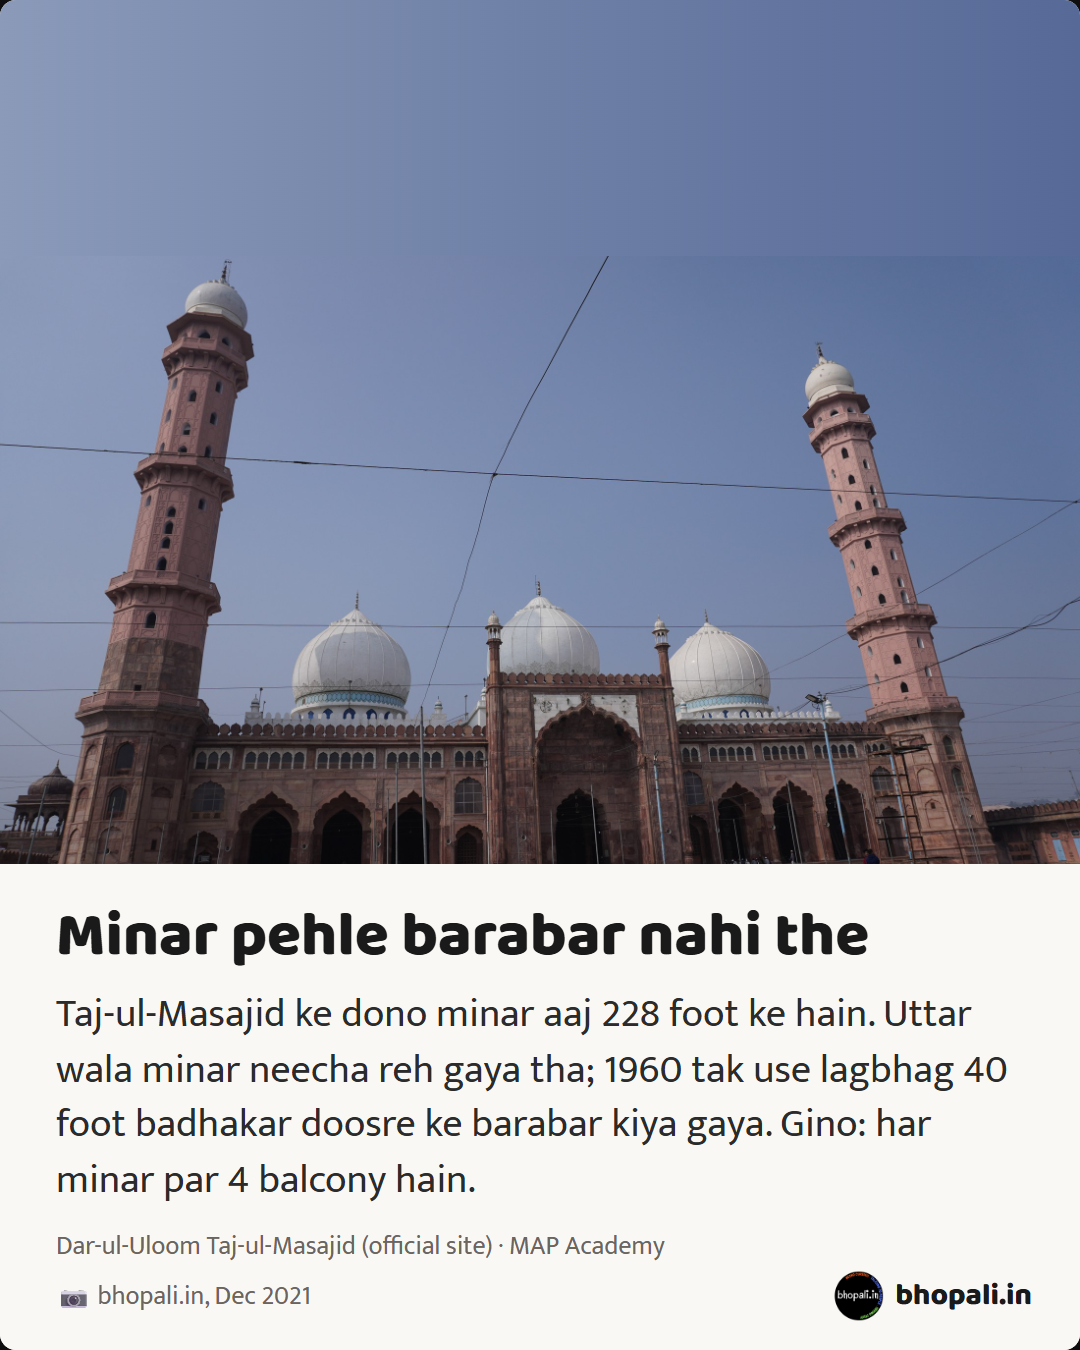 Minar pehle barabar nahi the
Taj-ul-Masajid ke dono minar aaj 228 foot ke hain. Uttar
wala minar neecha reh gaya tha; 1960 tak use lagbhag 40
foot badhakar doosre ke barabar kiya gaya. Gino: har
minar par 4 balcony hain.
Dar-ul-Uloom Taj-ul-Masajid (official site) · MAP Academy
bhopali.in, Dec 2021
bhopali.in
bhopali.in